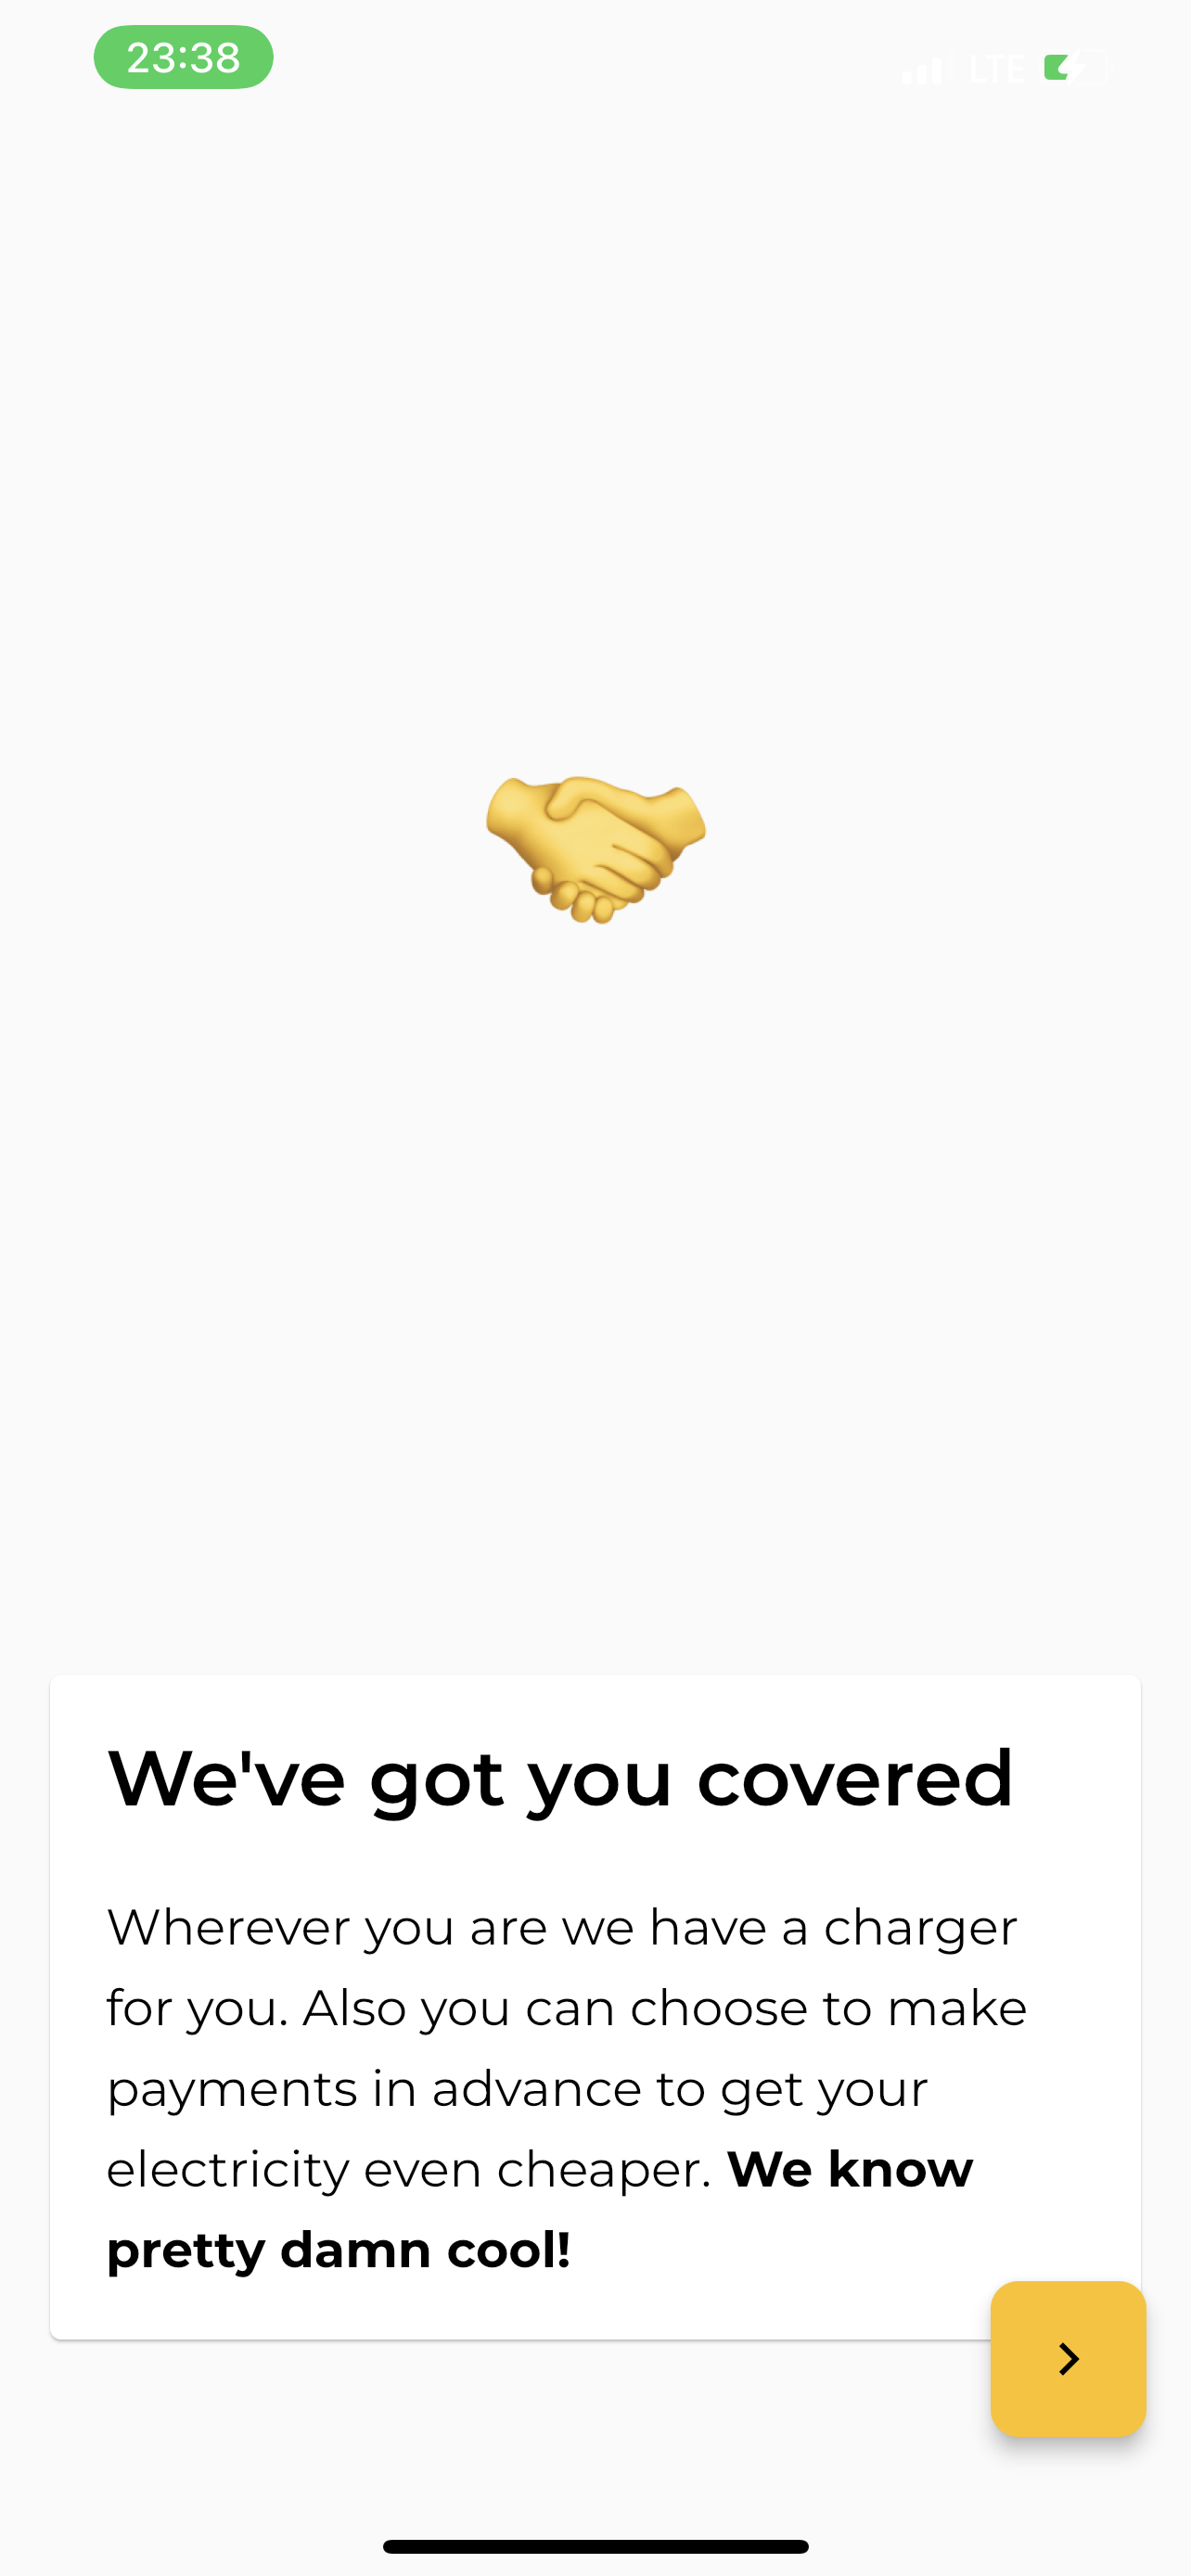 23:38
LTE
We've got you covered
Wherever you are we have a charger
for you. Also you can choose to make
payments in advance to get your
electricity even cheaper. We know
pretty damn cool!